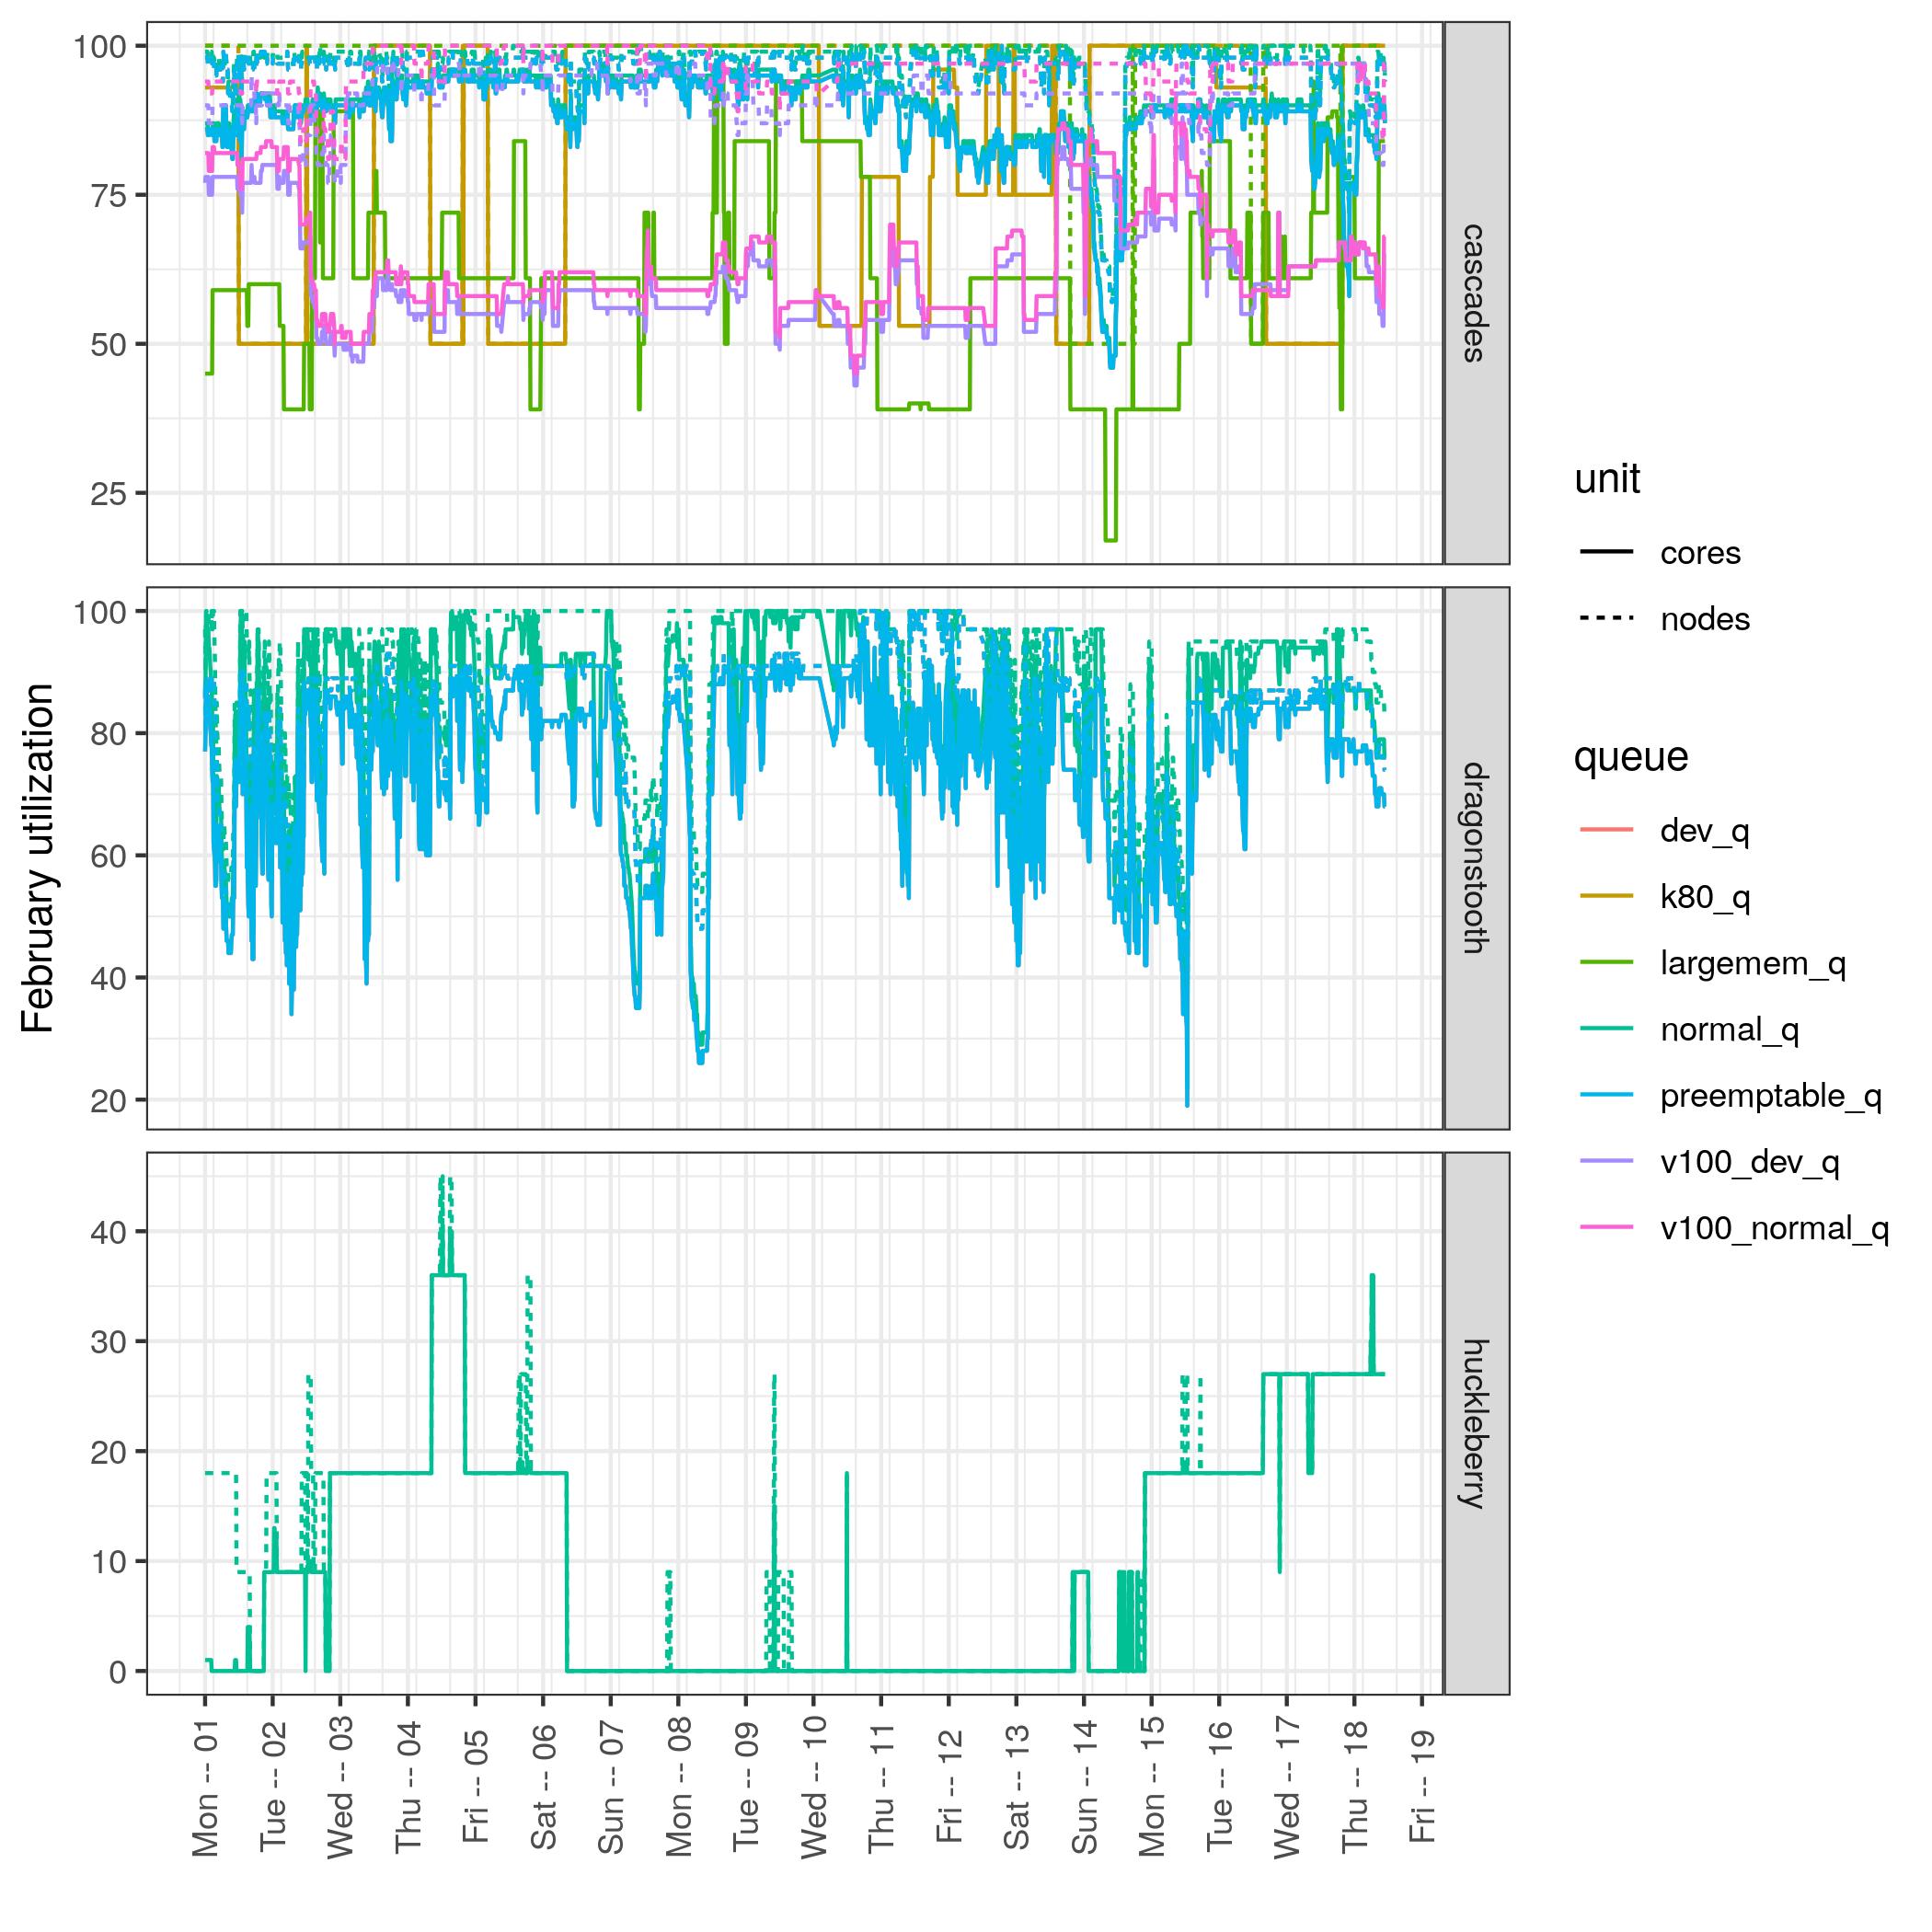 February utilization
100
75
50
25
cascades
100
80
60
40
20
dragonstooth
40
30
20
10
0
huckleberry
Mon -- 01
Tue -- 02
Wed -- 03
Thu -- 04
Fri -- 05
Sat -- 06
Sun -- 07
Mon -- 08
Tue -- 09
Wed -- 10
Thu -- 11
Fri -- 12
Sat -- 13
Sun -- 14
Mon -- 15
Tue -- 16
Wed -- 17
Thu -- 18
Fri -- 19
unit
cores
nodes
queue
dev_q
k80_q
largemem_q
normal_q
preemptable_q
v100_dev_q
v100_normal_q